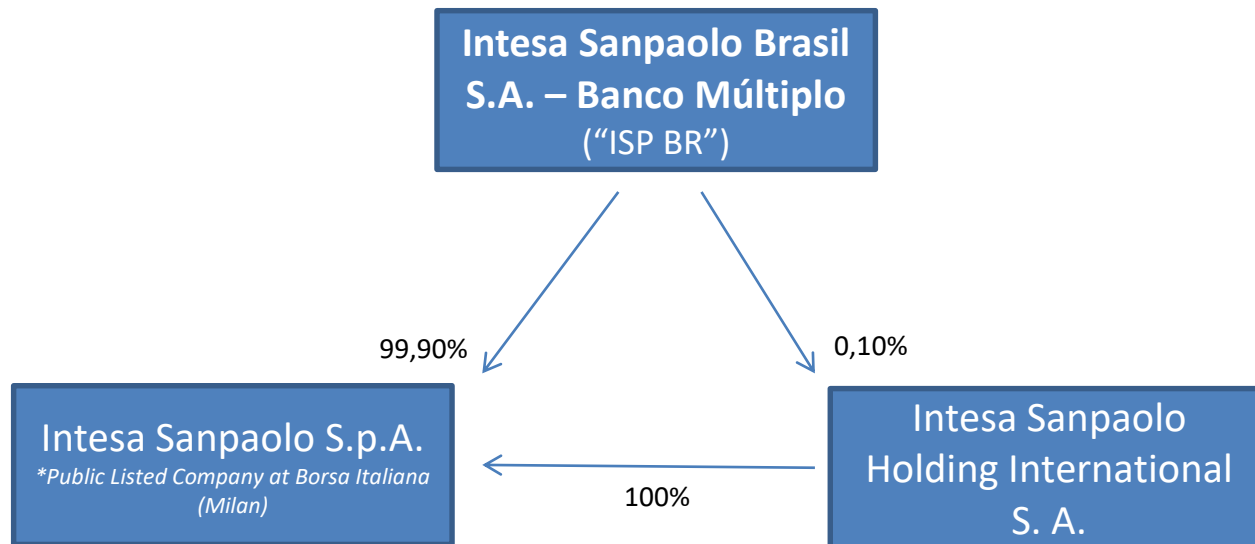 Intesa Sanpaolo Brasil
S.A. – Banco Múltiplo
(“ISP BR”)
99,90%
0,10%
Intesa Sanpaolo S.p.A.
*Public Listed Company at Borsa Italiana
(Milan)
100%
Intesa Sanpaolo
Holding International
S. A.